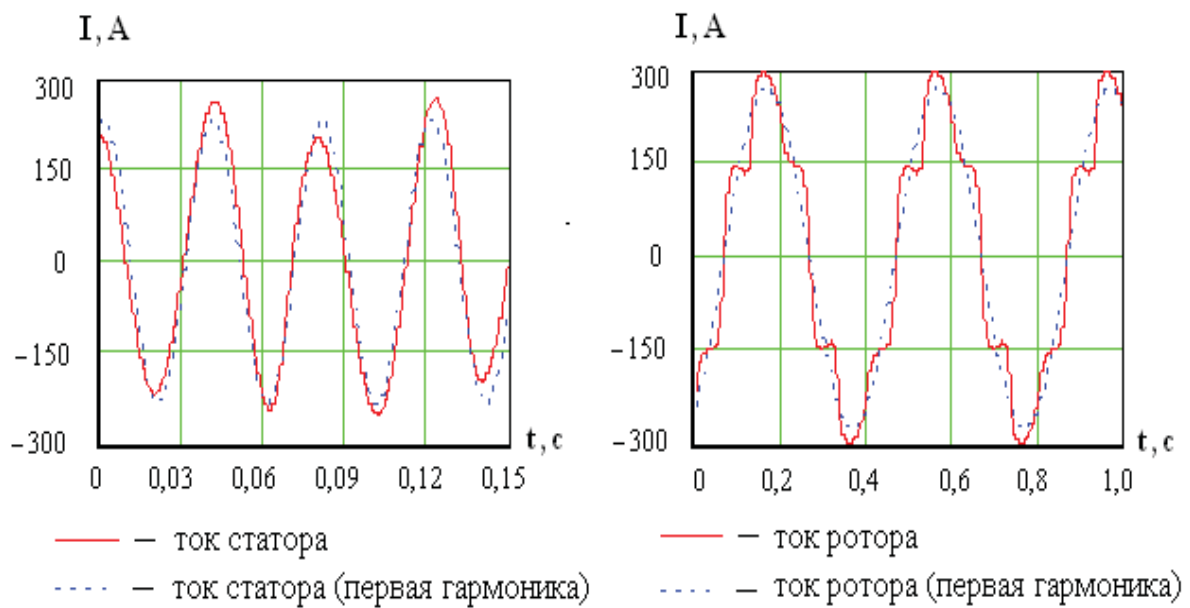 I, A
300
150
0
−150
−300
0 0,03 0,06 0,09 0,12 0,15
t, c
— ток статора
— ток статора (первая гармоника)
I, A
300
150
0
−150
−300
0 0,2 0,4 0,6 0,8 1,0
t, c
— ток ротора
— ток ротора (первая гармоника)